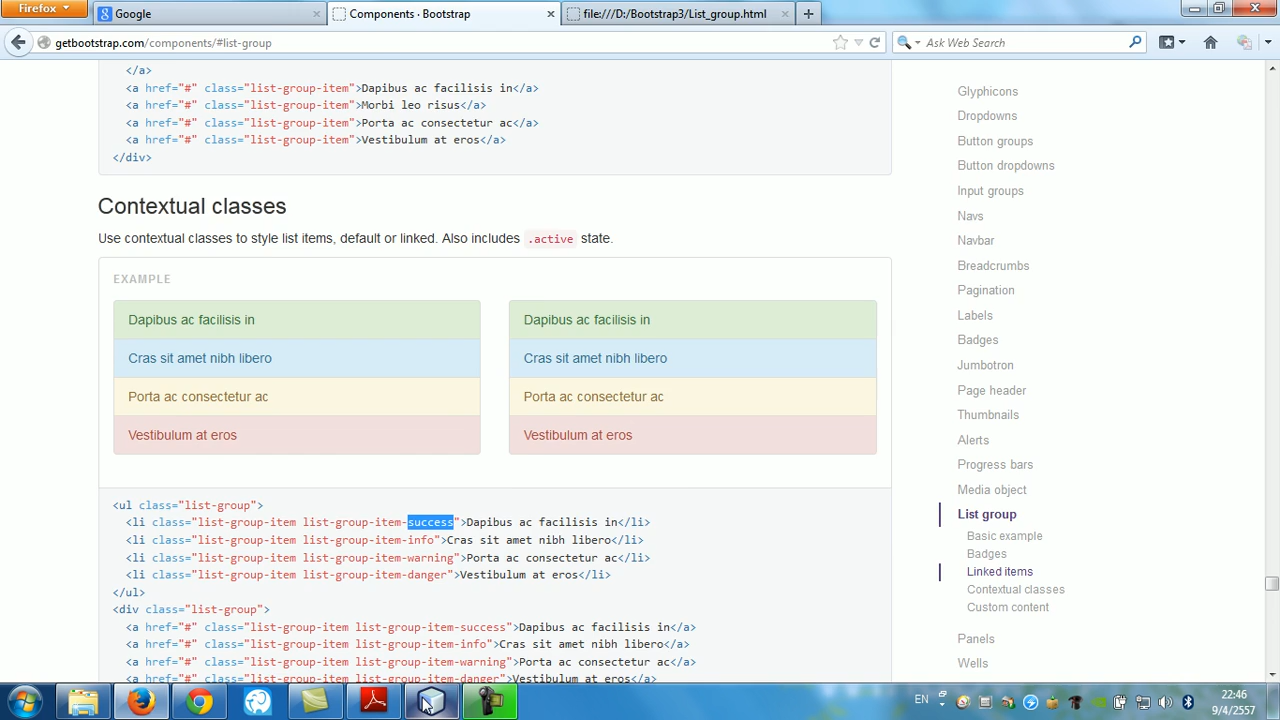 Firefox
Google
Components · Bootstrap
file:///D:/Bootstrap3/List_group.html
getbootstrap.com/components/#list-group
Ask Web Search
</a>
<a href="#" class="list-group-item">Dapibus ac facilisis in</a>
<a href="#" class="list-group-item">Morbi leo risus</a>
<a href="#" class="list-group-item">Porta ac consectetur ac</a>
<a href="#" class="list-group-item">Vestibulum at eros</a>
</div>
Contextual classes
Use contextual classes to style list items, default or linked. Also includes .active state.
EXAMPLE
Dapibus ac facilisis in
Cras sit amet nibh libero
Porta ac consectetur ac
Vestibulum at eros
Dapibus ac facilisis in
Cras sit amet nibh libero
Porta ac consectetur ac
Vestibulum at eros
<ul class="list-group">
<li class="list-group-item list-group-item-success">Dapibus ac facilisis in</li>
<li class="list-group-item list-group-item-info">Cras sit amet nibh libero</li>
<li class="list-group-item list-group-item-warning">Porta ac consectetur ac</li>
<li class="list-group-item list-group-item-danger">Vestibulum at eros</li>
</ul>
<div class="list-group">
<a href="#" class="list-group-item list-group-item-success">Dapibus ac facilisis in</a>
<a href="#" class="list-group-item list-group-item-info">Cras sit amet nibh libero</a>
<a href="#" class="list-group-item list-group-item-warning">Porta ac consectetur ac</a>
<a href="#" class="list-group-item list-group-item-danger">Vestibulum at eros</a>
Glyphicons
Dropdowns
Button groups
Button dropdowns
Input groups
Navs
Navbar
Breadcrumbs
Pagination
Labels
Badges
Jumbotron
Page header
Thumbnails
Alerts
Progress bars
Media object
List group
Basic example
Badges
Linked items
Contextual classes
Custom content
Panels
Wells
EN
22:46
9/4/2557